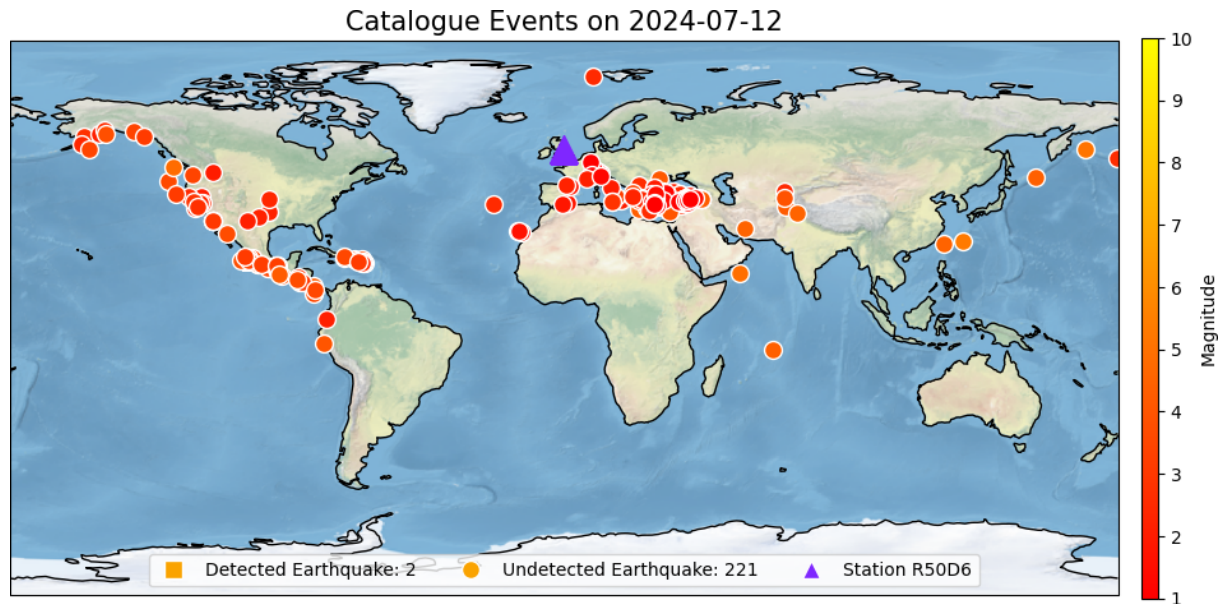 Catalogue Events on 2024-07-12
10
9
8
7
6
5
4
3
2
1
Magnitude
Detected Earthquake: 2
Undetected Earthquake: 221
Station R50D6